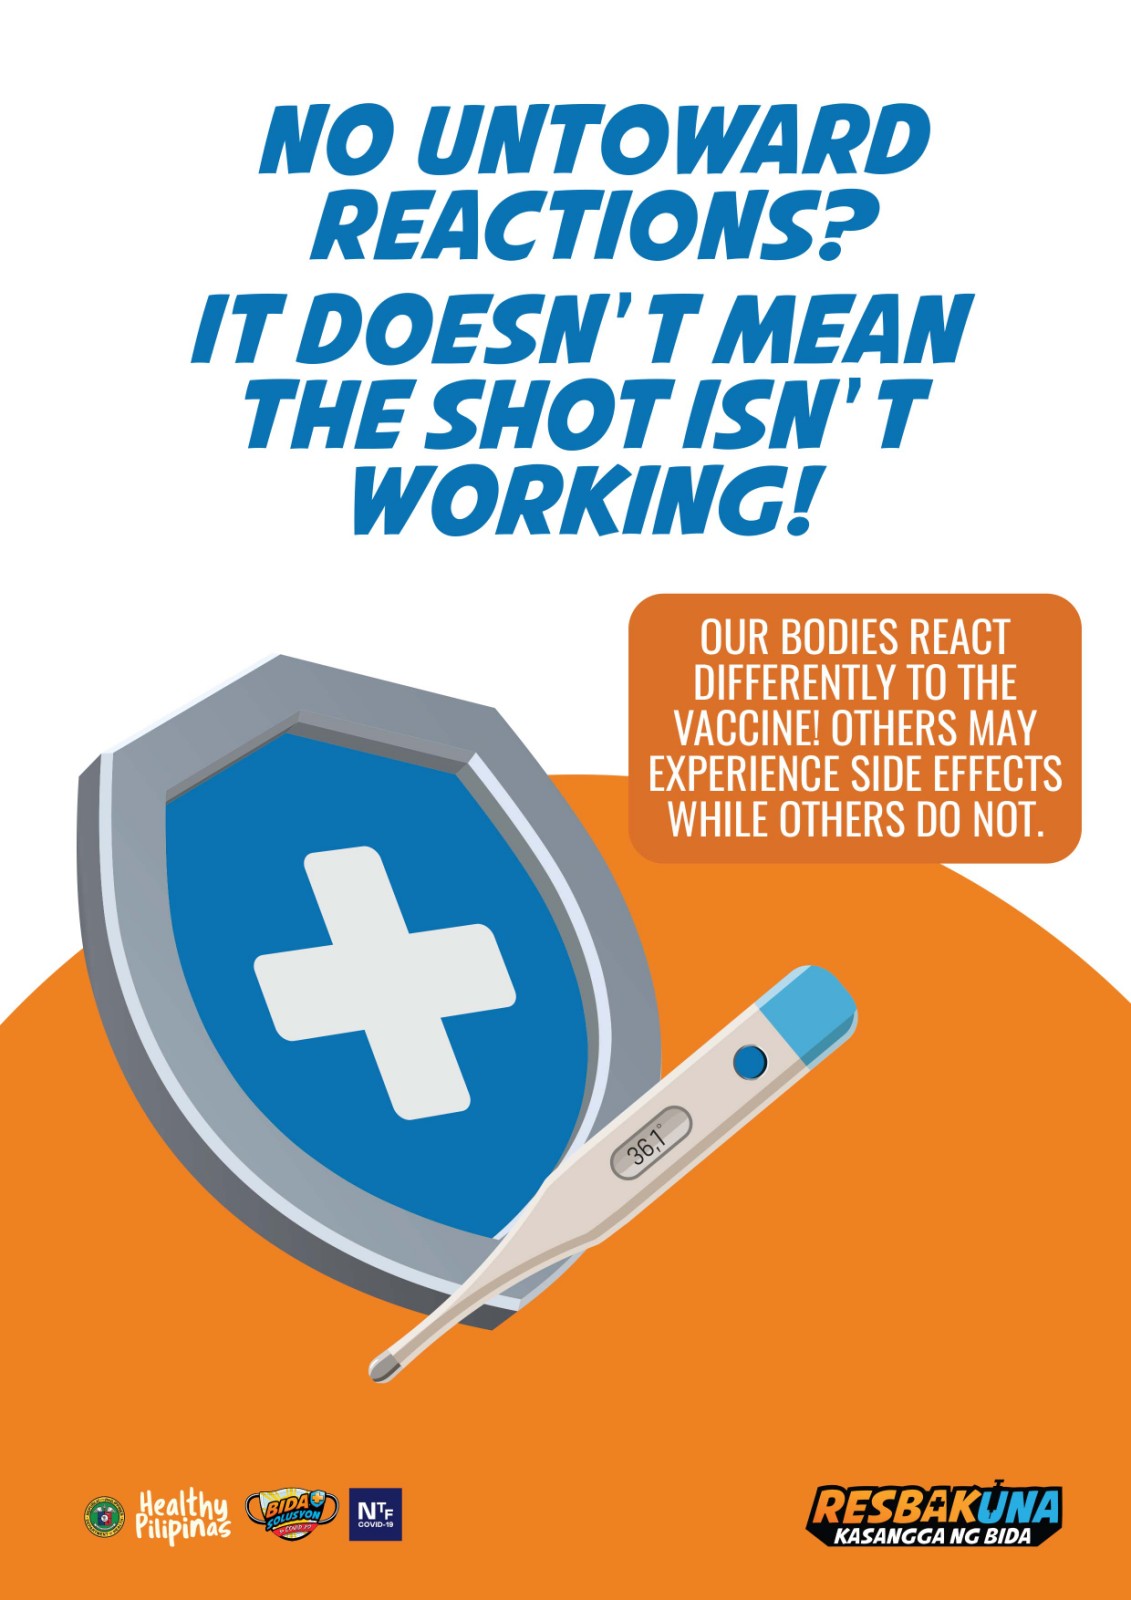 NO UNTOWARD
REACTIONS?
IT DOESN'T MEAN
THE SHOT ISN'T
WORKING!
OUR BODIES REACT
DIFFERENTLY TO THE
VACCINE! OTHERS MAY
EXPERIENCE SIDE EFFECTS
WHILE OTHERS DO NOT.
36,1°
Healthy
Pilipinas
BIDA
SOLUSYON
NTF
COVID-19
RESBAKUNA
KASANGGA NG BIDA